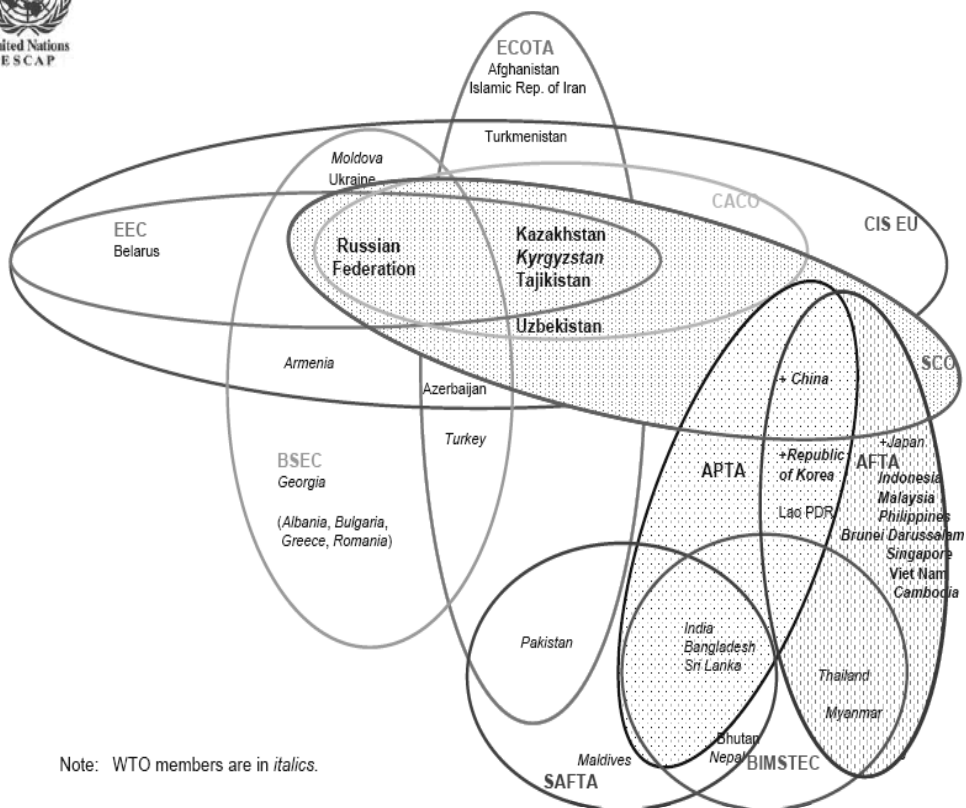 United Nations
ESCAP
ECOTA
Afghanistan
Islamic Rep. of Iran
Turkmenistan
Moldova
Ukraine
CACO
CIS EU
EEC
Belarus
Russian
Federation
Kazakhstan
Kyrgyzstan
Tajikistan
Uzbekistan
SCO
Armenia
Azerbaijan
+ China
Turkey
+Japan
BSEC
Georgia
(Albania, Bulgaria,
Greece, Romania)
APTA
+Republic
of Korea
Lao PDR
AFTA
Indonesia
Malaysia
Philippines
Brunei Darussalam
Singapore
Viet Nam
Cambodia
Pakistan
India
Bangladesh
Sri Lanka
Thailand
Myanmar
Bhutan
Nepal
BIMSTEC
Maldives
SAFTA
Note: WTO members are in italics.